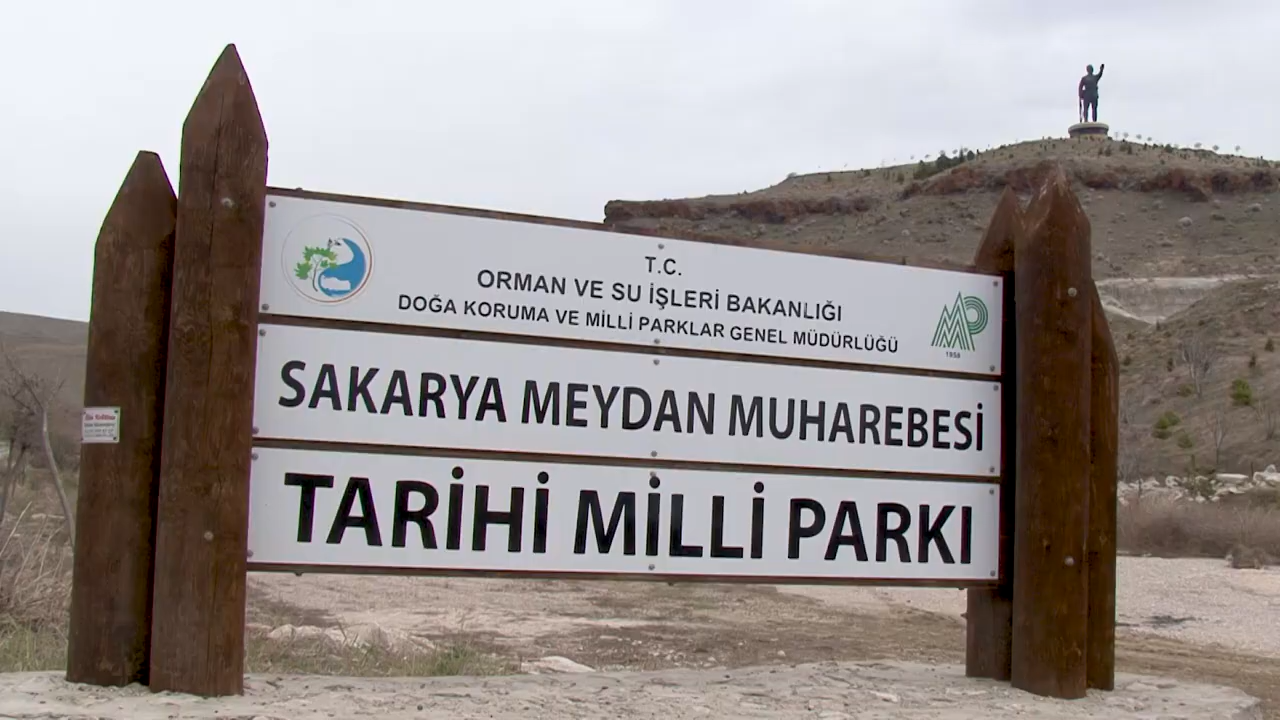 T.C.
ORMAN VE SU İŞLERİ BAKANLIĞI
DOĞA KORUMA VE MİLLİ PARKLAR GENEL MÜDÜRLÜĞÜ
1958
SAKARYA MEYDAN MUHAREBESİ
TARİHİ MİLLİ PARKI